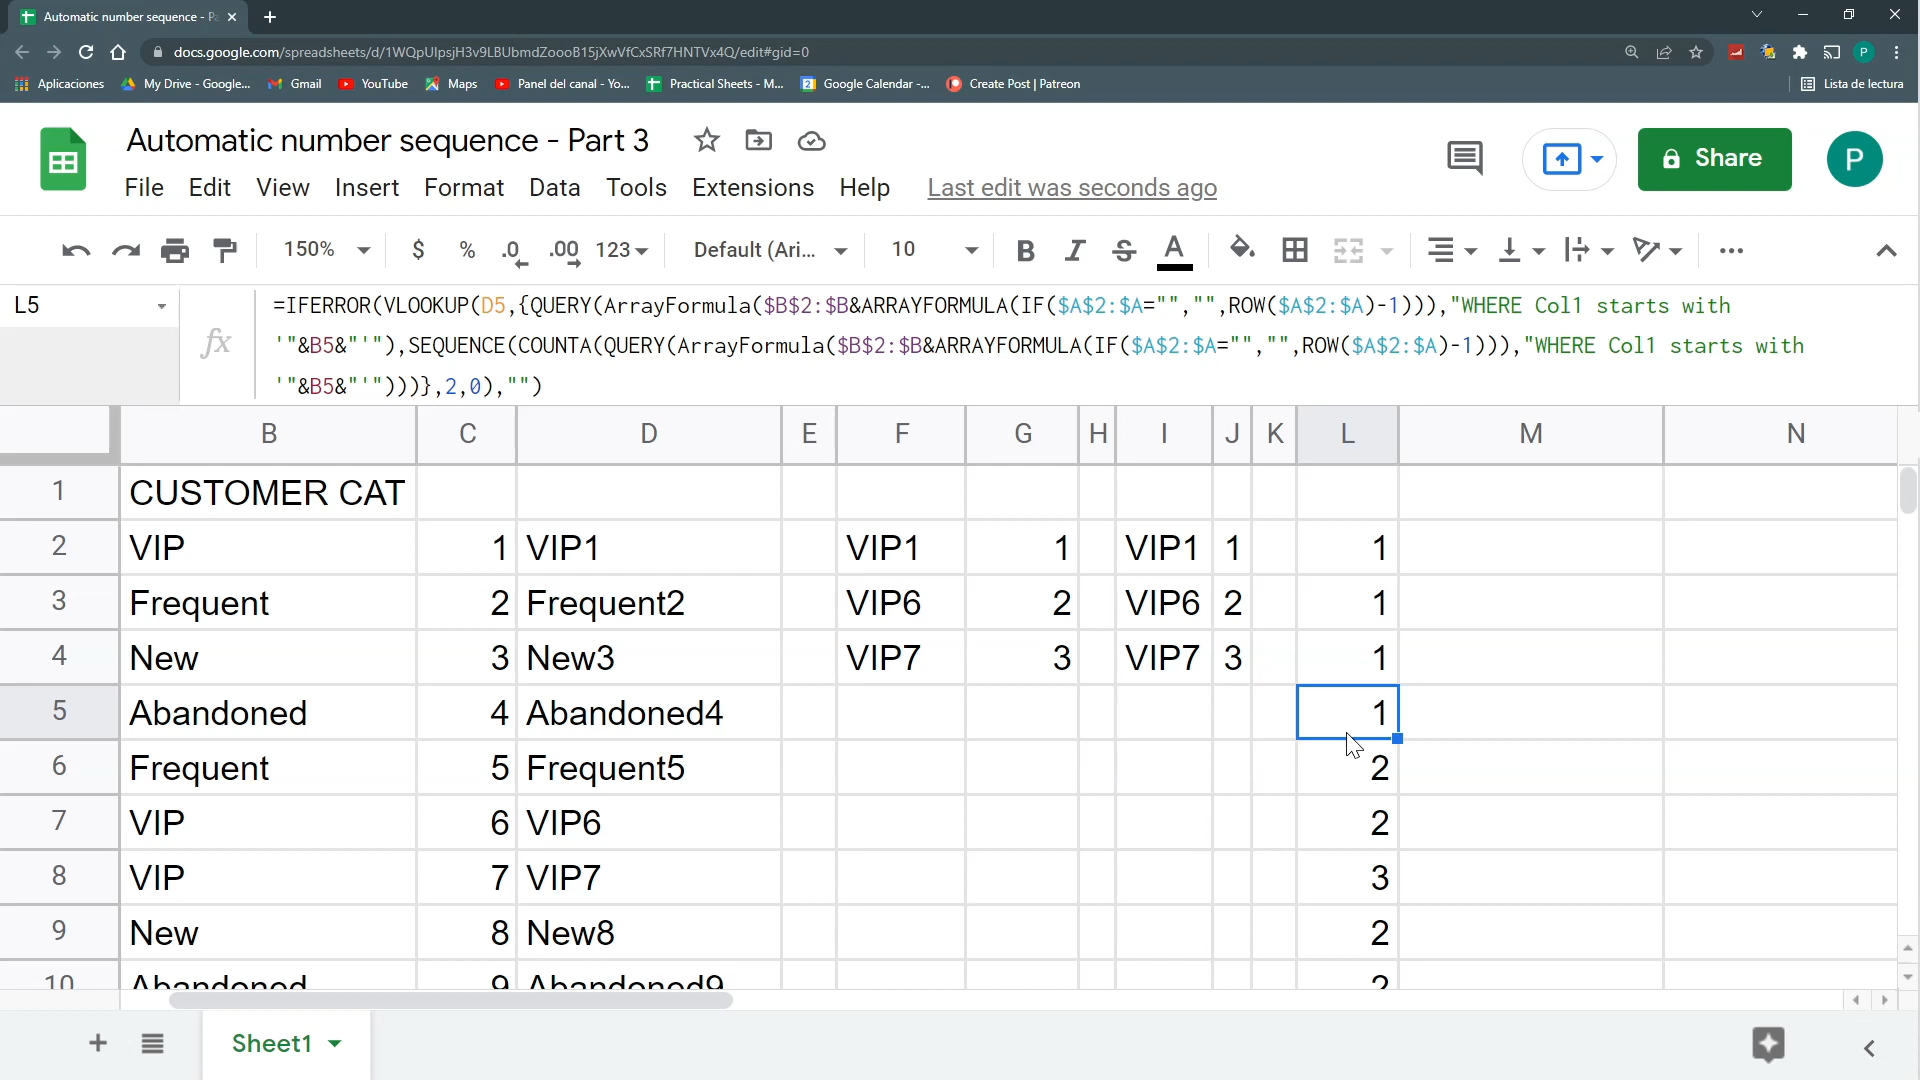 Automatic number sequence - P
docs.google.com/spreadsheets/d/1WQpUIpsjH3v9LBUbmdZoooB15jXwVfCxSRf7HNTVx4Q/edit#gid=0
Aplicaciones My Drive - Google... Gmail YouTube Maps Panel del canal - Yo... Practical Sheets - M... Google Calendar -... Create Post | Patreon Lista de lectura
Automatic number sequence - Part 3
File Edit View Insert Format Data Tools Extensions Help Last edit was seconds ago
Share
P
150% $ % .0 .00 123 Default (Ari... 10 B I S A
L5
fx
=IFERROR(VLOOKUP(D5,{QUERY(ArrayFormula($B$2:$B&ARRAYFORMULA(IF($A$2:$A="","",ROW($A$2:$A)-1))),"WHERE Col1 starts with
'"&B5&"'"),SEQUENCE(COUNTA(QUERY(ArrayFormula($B$2:$B&ARRAYFORMULA(IF($A$2:$A="","",ROW($A$2:$A)-1))),"WHERE Col1 starts with
'"&B5&"'")))},2,0),"")
B C D E F G H I J K L M N
1 CUSTOMER CAT
2 VIP 1 VIP1 VIP1 1 VIP1 1 1
3 Frequent 2 Frequent2 VIP6 2 VIP6 2 1
4 New 3 New3 VIP7 3 VIP7 3 1
5 Abandoned 4 Abandoned4 1
6 Frequent 5 Frequent5 2
7 VIP 6 VIP6 2
8 VIP 7 VIP7 3
9 New 8 New8 2
10 Abandoned 9 Abandoned9 2
Sheet1